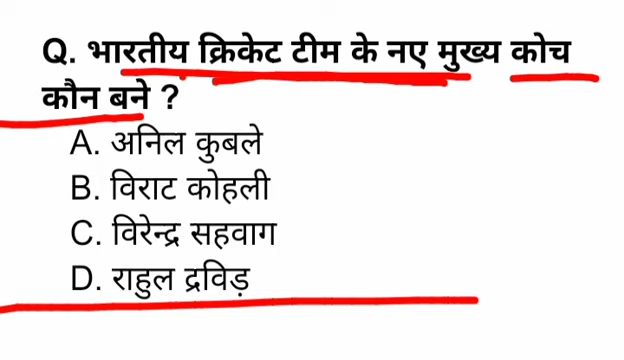 Q. भारतीय क्रिकेट टीम के नए मुख्य कोच
कौन बने ?
A. अनिल कुबले
B. विराट कोहली
C. विरेन्द्र सहवाग
D. राहुल द्रविड़